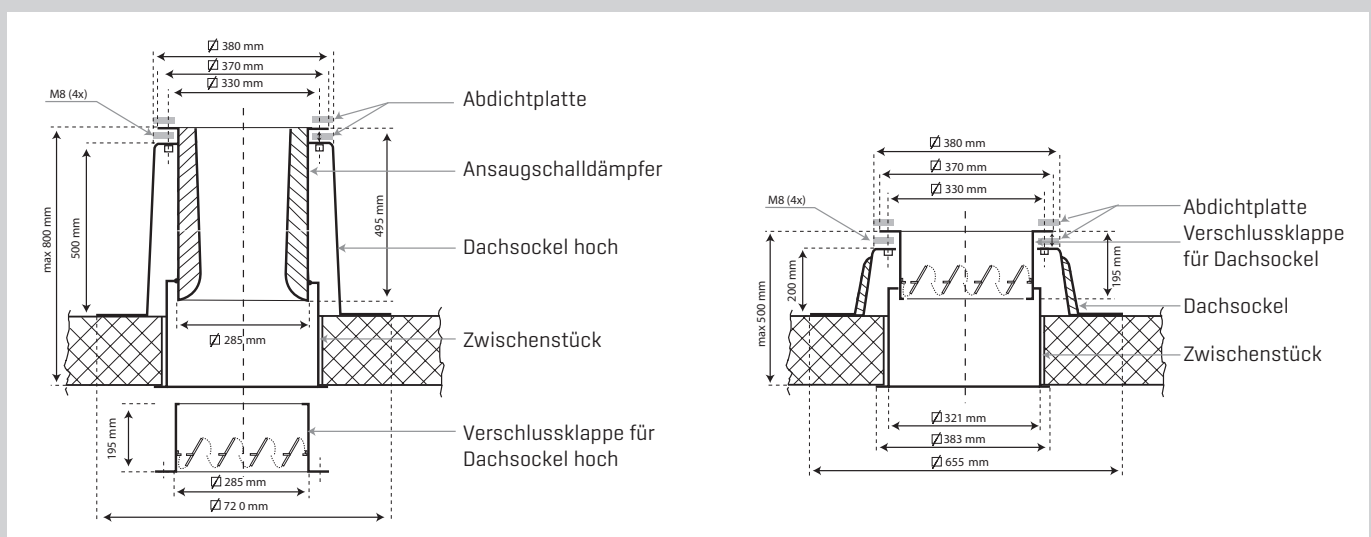 ⌀ 380 mm
⌀ 370 mm
⌀ 330 mm
M8 (4x)
max 800 mm
500 mm
495 mm
Abdichtplatte
Ansaugschalldämpfer
Dachsockel hoch
⌀ 285 mm
Zwischenstück
195 mm
Verschlussklappe für
Dachsockel hoch
⌀ 285 mm
⌀ 72 0 mm
⌀ 380 mm
⌀ 370 mm
⌀ 330 mm
M8 (4x)
max 500 mm
200 mm
195 mm
Abdichtplatte
Verschlussklappe
für Dachsockel
Dachsockel
Zwischenstück
⌀ 321 mm
⌀ 383 mm
⌀ 655 mm